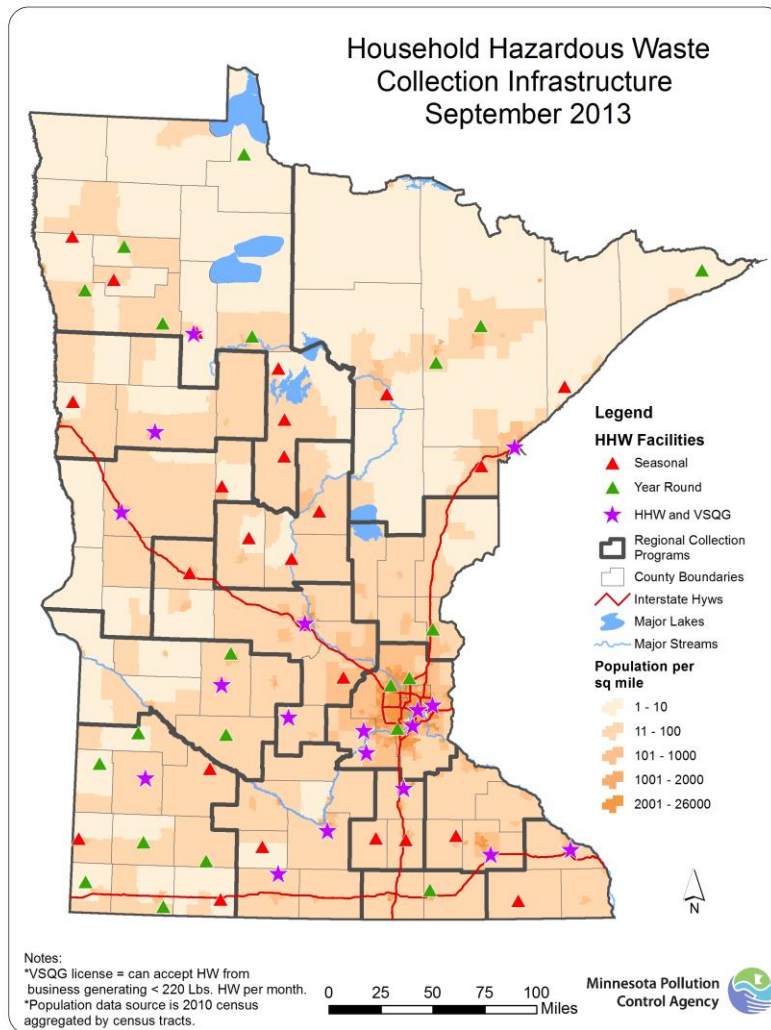 Household Hazardous Waste
Collection Infrastructure
September 2013
Legend
HHW Facilities
Seasonal
Year Round
HHW and VSQG
Regional Collection
Programs
County Boundaries
Interstate Hyws
Major Lakes
Major Streams
Population per
sq mile
1 - 10
11 - 100
101 - 1000
1001 - 2000
2001 - 26000
N
Notes:
*VSQG license = can accept HW from
business generating < 220 Lbs. HW per month.
*Population data source is 2010 census
aggregated by census tracts.
0 25 50 75 100
Miles
Minnesota Pollution
Control Agency